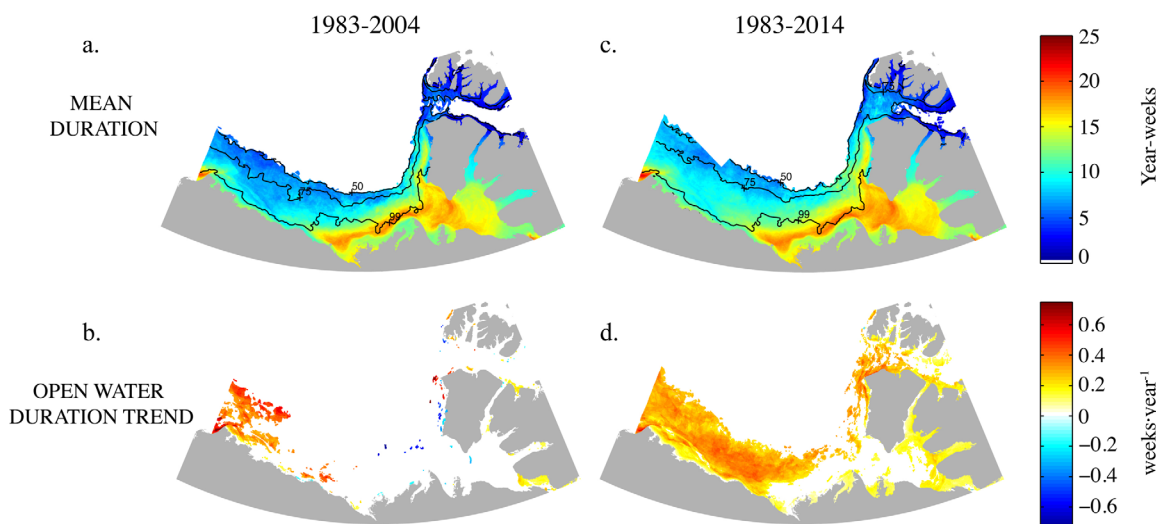 1983-2004
1983-2014
a.
c.
MEAN
DURATION
75
50
99
75
75
50
99
25
20
15
10
5
0
Year-weeks
b.
d.
OPEN WATER
DURATION TREND
0.6
0.4
0.2
0
−0.2
−0.4
−0.6
weeks·year-1